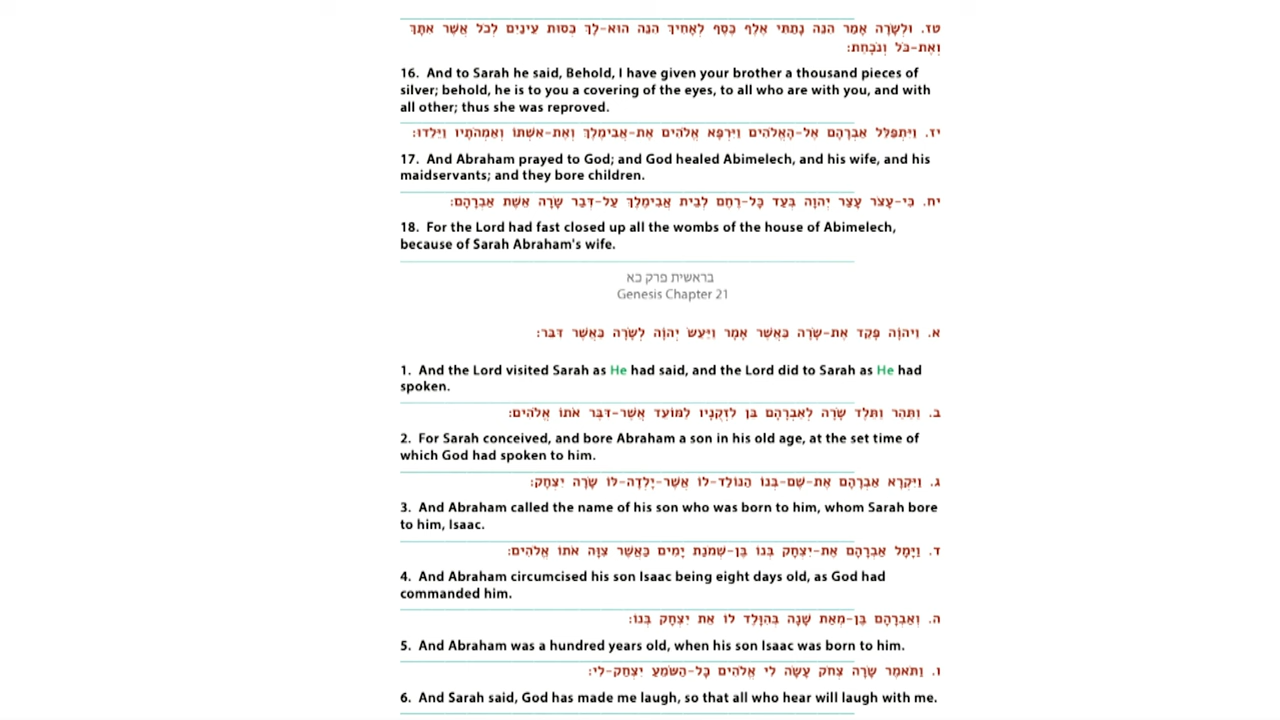 טז. וּלְשָׂרָה אָמַר הִנֵּה נָתַתִּי אֶלֶף כֶּסֶף לְאָחִיךְ הִנֵּה הוּא-לָךְ כְּסוּת עֵינַיִם לְכֹל אֲשֶׁר אִתָּךְ
וְאֶת-כֹּל וְנֹכָחַת:
16. And to Sarah he said, Behold, I have given your brother a thousand pieces of
silver; behold, he is to you a covering of the eyes, to all who are with you, and with
all other; thus she was reproved.
יז. וַיִּתְפַּלֵּל אַבְרָהָם אֶל-הָאֱלֹהִים וַיִּרְפָּא אֱלֹהִים אֶת-אֲבִימֶלֶךְ וְאֶת-אִשְׁתּוֹ וְאַמְהֹתָיו וַיֵּלֵדוּ:
17. And Abraham prayed to God; and God healed Abimelech, and his wife, and his
maidservants; and they bore children.
יח. כִּי-עָצֹר עָצַר יְהוָה בְּעַד כָּל-רֶחֶם לְבֵית אֲבִימֶלֶךְ עַל-דְּבַר שָׂרָה אֵשֶׁת אַבְרָהָם:
18. For the Lord had fast closed up all the wombs of the house of Abimelech,
because of Sarah Abraham's wife.
בראשית פרק כא
Genesis Chapter 21
א. וַיהוָה פָּקַד אֶת-שָׂרָה כַּאֲשֶׁר אָמָר וַיַּעַשׂ יְהוָה לְשָׂרָה כַּאֲשֶׁר דִּבֵּר:
1. And the Lord visited Sarah as He had said, and the Lord did to Sarah as He had
spoken.
ב. וַתַּהַר וַתֵּלֶד שָׂרָה לְאַבְרָהָם בֵּן לִזְקֻנָיו לַמּוֹעֵד אֲשֶׁר-דִּבֶּר אֹתוֹ אֱלֹהִים:
2. For Sarah conceived, and bore Abraham a son in his old age, at the set time of
which God had spoken to him.
ג. וַיִּקְרָא אַבְרָהָם אֶת-שֶׁם-בְּנוֹ הַנּוֹלַד-לוֹ אֲשֶׁר-יָלְדָה-לּוֹ שָׂרָה יִצְחָק:
3. And Abraham called the name of his son who was born to him, whom Sarah bore
to him, Isaac.
ד. וַיָּמָל אַבְרָהָם אֶת-יִצְחָק בְּנוֹ בֶּן-שְׁמֹנַת יָמִים כַּאֲשֶׁר צִוָּה אֹתוֹ אֱלֹהִים:
4. And Abraham circumcised his son Isaac being eight days old, as God had
commanded him.
ה. וְאַבְרָהָם בֶּן-מְאַת שָׁנָה בְּהִוָּלֶד לוֹ אֵת יִצְחָק בְּנוֹ:
5. And Abraham was a hundred years old, when his son Isaac was born to him.
ו. וַתֹּאמֶר שָׂרָה צְחֹק עָשָׂה לִי אֱלֹהִים כָּל-הַשֹּׁמֵעַ יִצְחַק-לִי:
6. And Sarah said, God has made me laugh, so that all who hear will laugh with me.